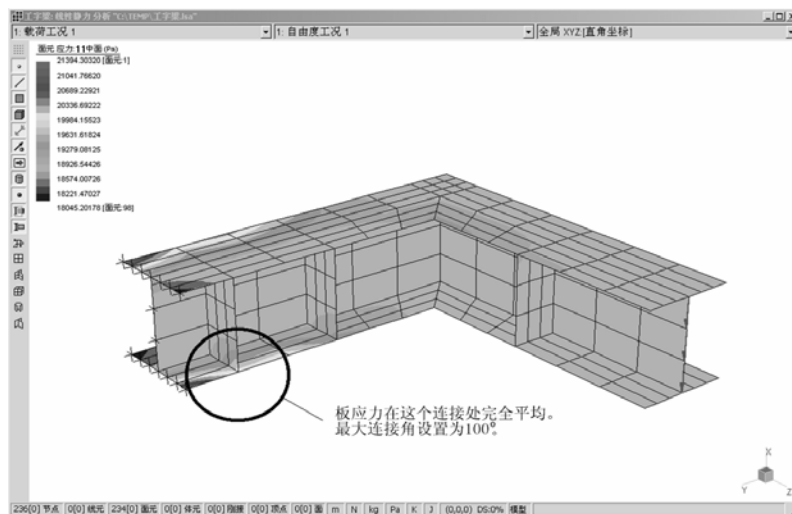 工字梁: 线性静力 分析 "C:\TEMP\工字梁.lsa"
1: 载荷工况 1
1: 自由度工况 1
全局 XYZ[直角坐标]
面元 应力:11中面 (Pa)
21394.30320 [面元:1]
21041.76620
20689.22921
20336.69222
19984.15523
19631.61824
19279.08125
18926.54426
18574.00726
18221.47027
18045.20178 [面元:98]
板应力在这个连接处完全平均。
最大连接角设置为100°。
X
Y
Z
236[0] 节点 0[0] 线元 234[0] 面元 0[0] 体元 0[0] 刚接 0[0] 顶点 0[0] 面 m N kg Pa K J (0,0,0) DS:0% 模型